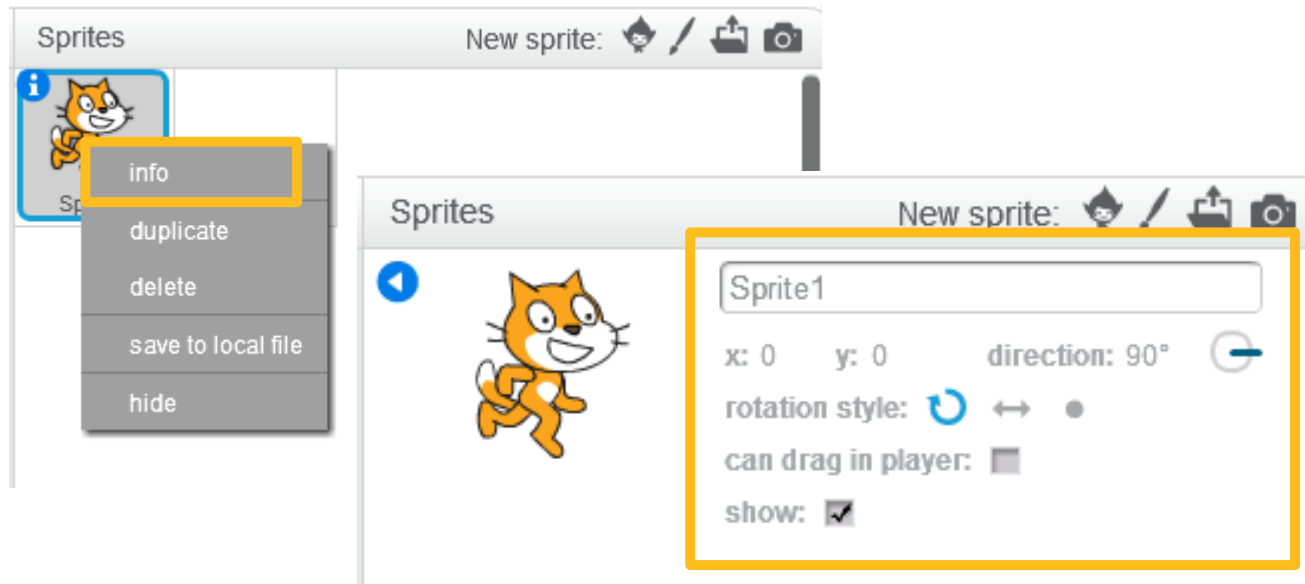 Sprites New sprite:
Sp
info
duplicate
delete
save to local file
hide
Sprites New sprite:
Sprite1
x: 0 y: 0 direction: 90°
rotation style:
can drag in player:
show: